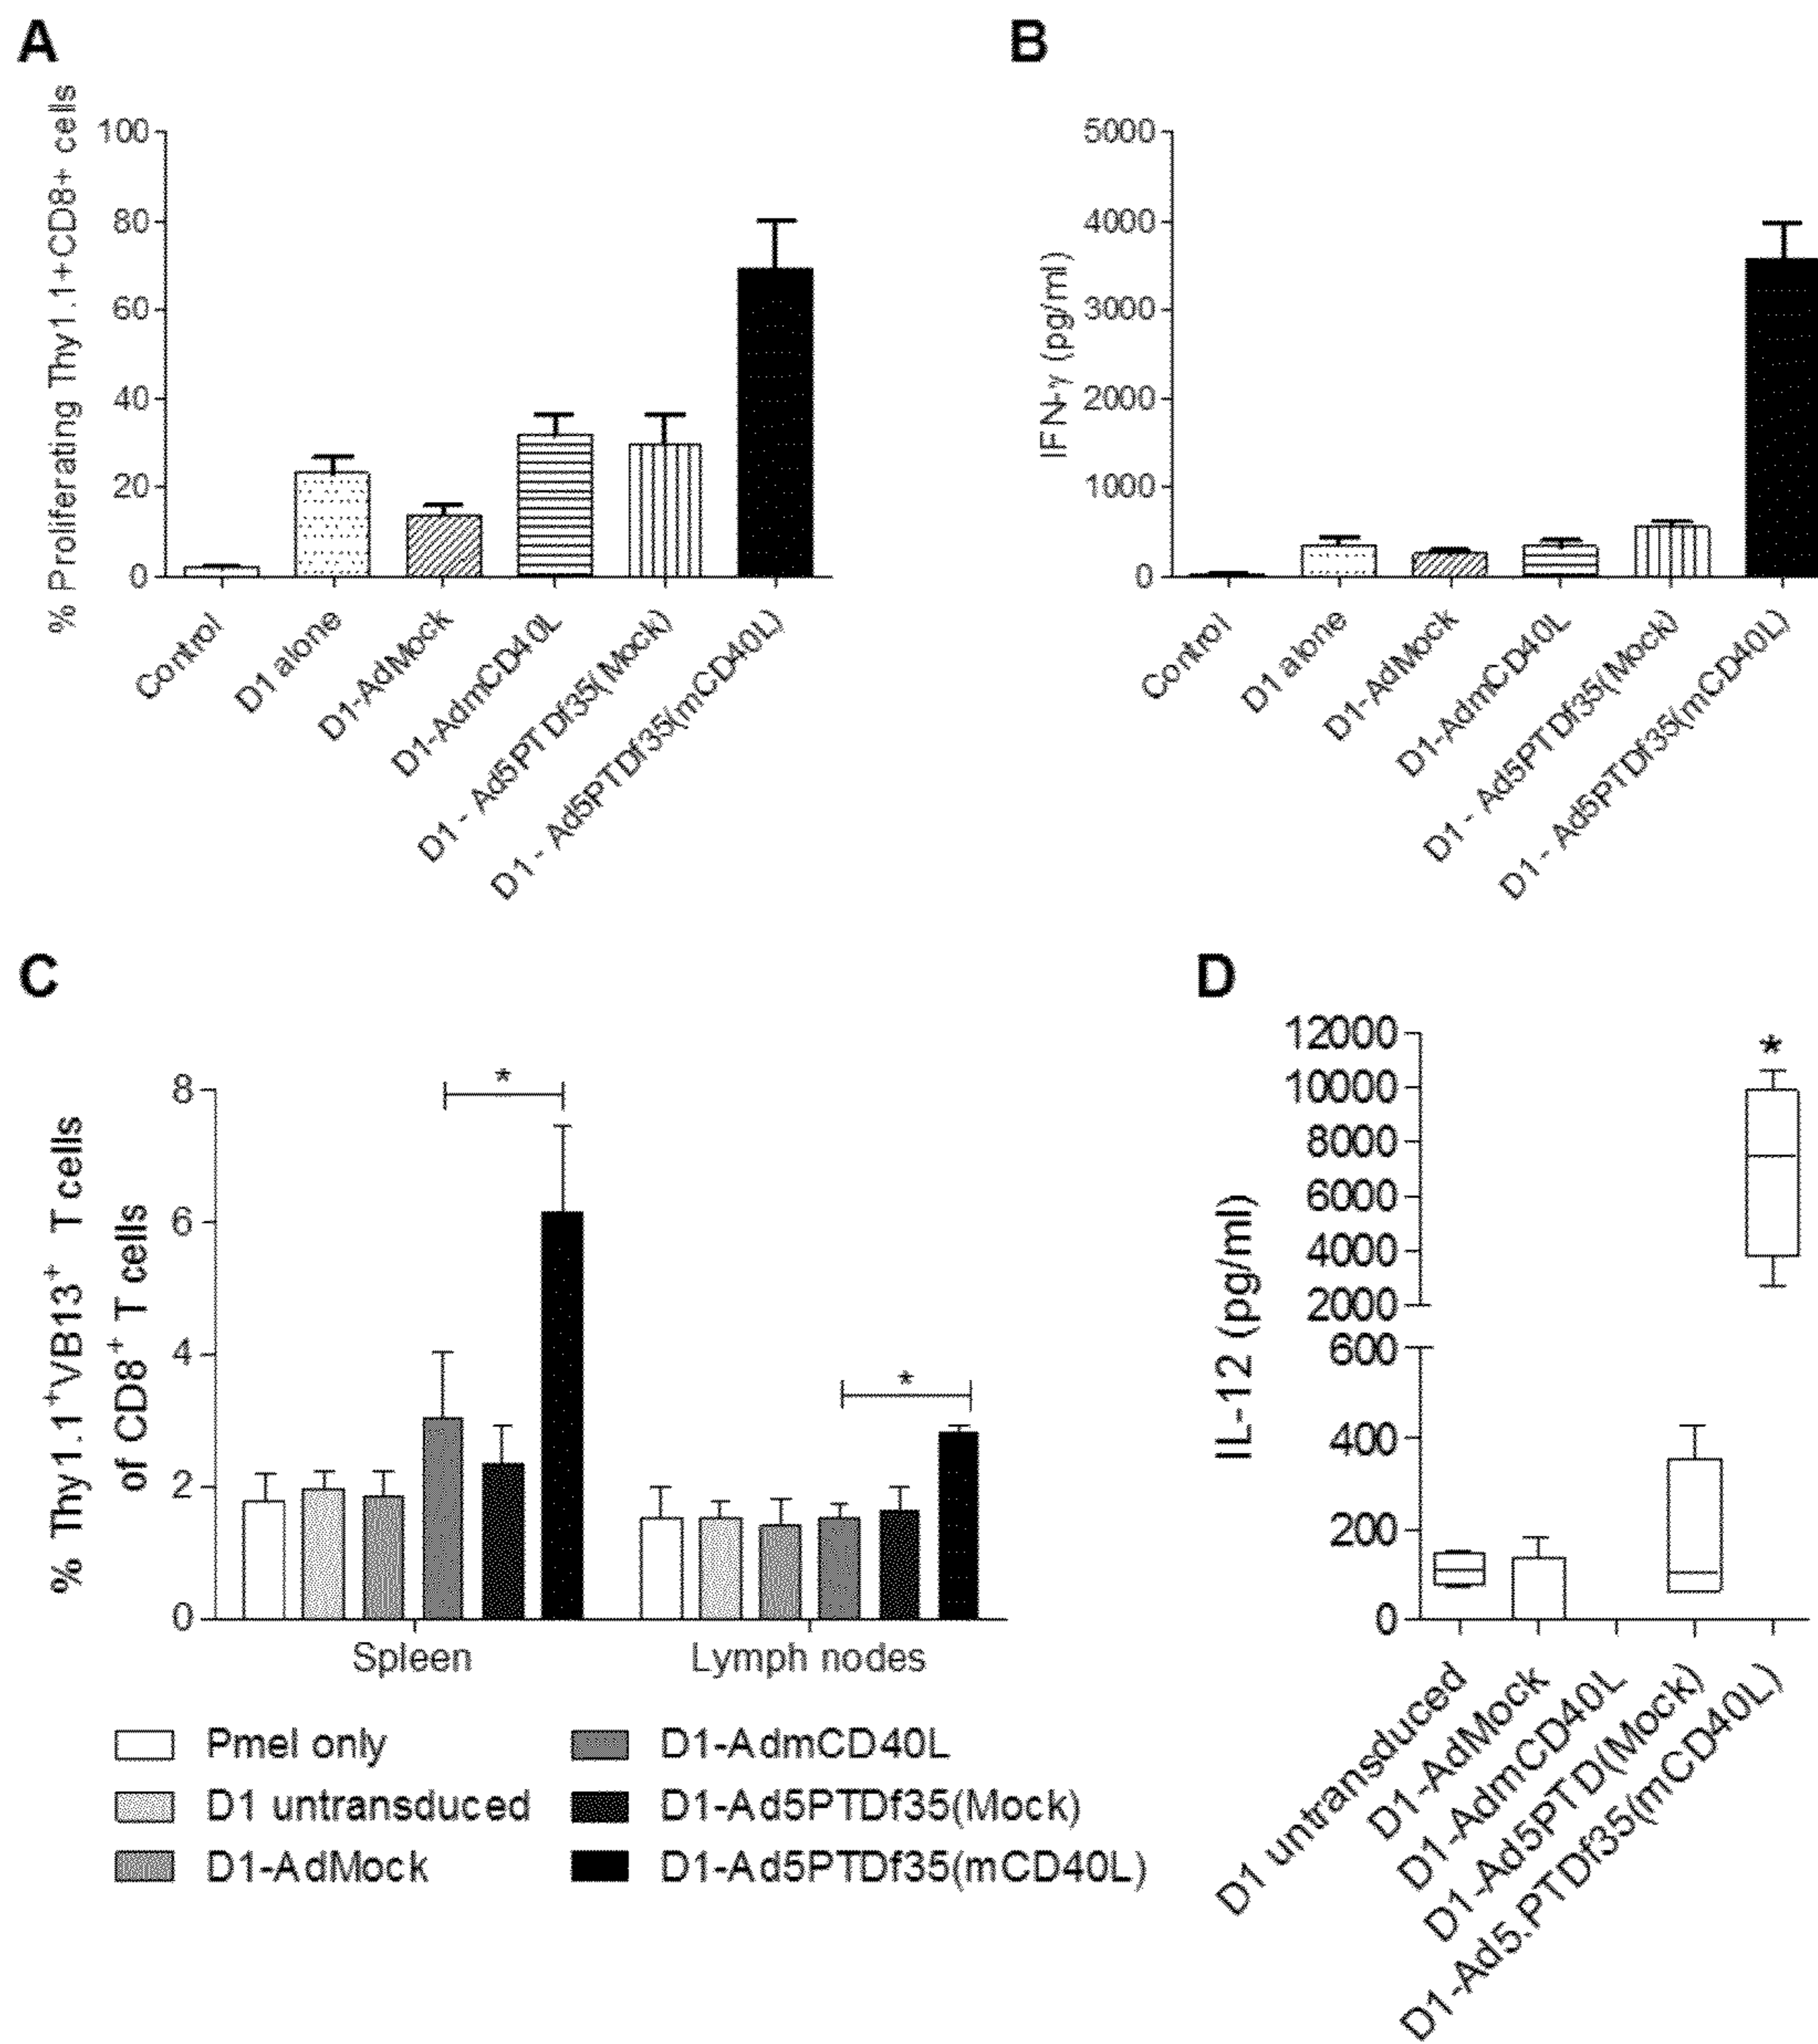 A
% Proliferating Thy1.1+CD8+ cells
100
80
60
40
20
0
Control
D1 alone
D1-AdMock
D1-AdmCD40L
D1 - Ad5PTDf35(Mock)
D1 - Ad5PTDf35(mCD40L)
B
IFN-γ (pg/ml)
5000
4000
3000
2000
1000
0
Control
D1 alone
D1-AdMock
D1-AdmCD40L
D1 - Ad5PTDf35(Mock)
D1 - Ad5PTDf35(mCD40L)
C
% Thy1.1+VB13+ T cells
of CD8+ T cells
8
6
4
2
0
*
*
Spleen
Lymph nodes
Pmel only
D1 untransduced
D1-AdMock
D1-AdmCD40L
D1-Ad5PTDf35(Mock)
D1-Ad5PTDf35(mCD40L)
D
IL-12 (pg/ml)
12000
10000
8000
6000
4000
2000
600
400
200
0
*
D1 untransduced
D1-AdMock
D1-AdmCD40L
D1-Ad5PTD(Mock)
D1-Ad5.PTDf35(mCD40L)